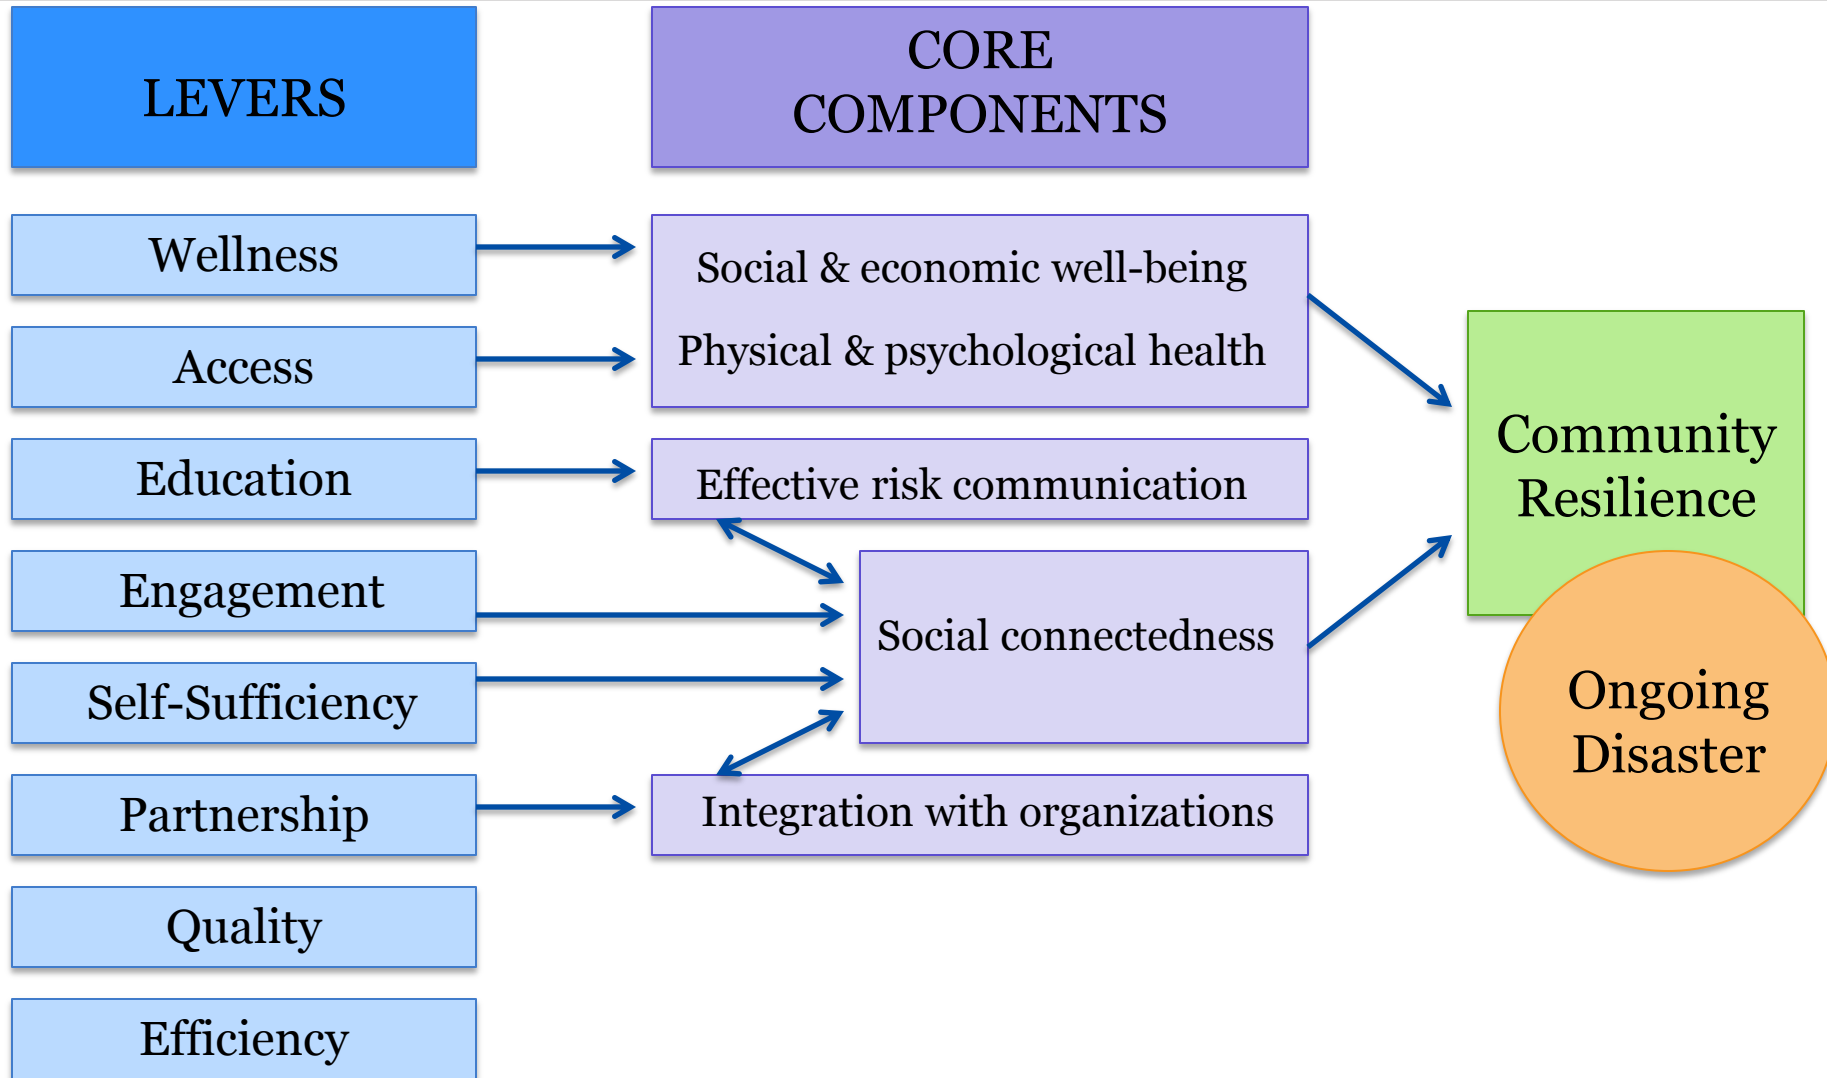 LEVERS
CORE
COMPONENTS
Wellness
Access
Education
Engagement
Self-Sufficiency
Partnership
Quality
Efficiency
Social & economic well-being
Physical & psychological health
Effective risk communication
Social connectedness
Integration with organizations
Community
Resilience
Ongoing
Disaster